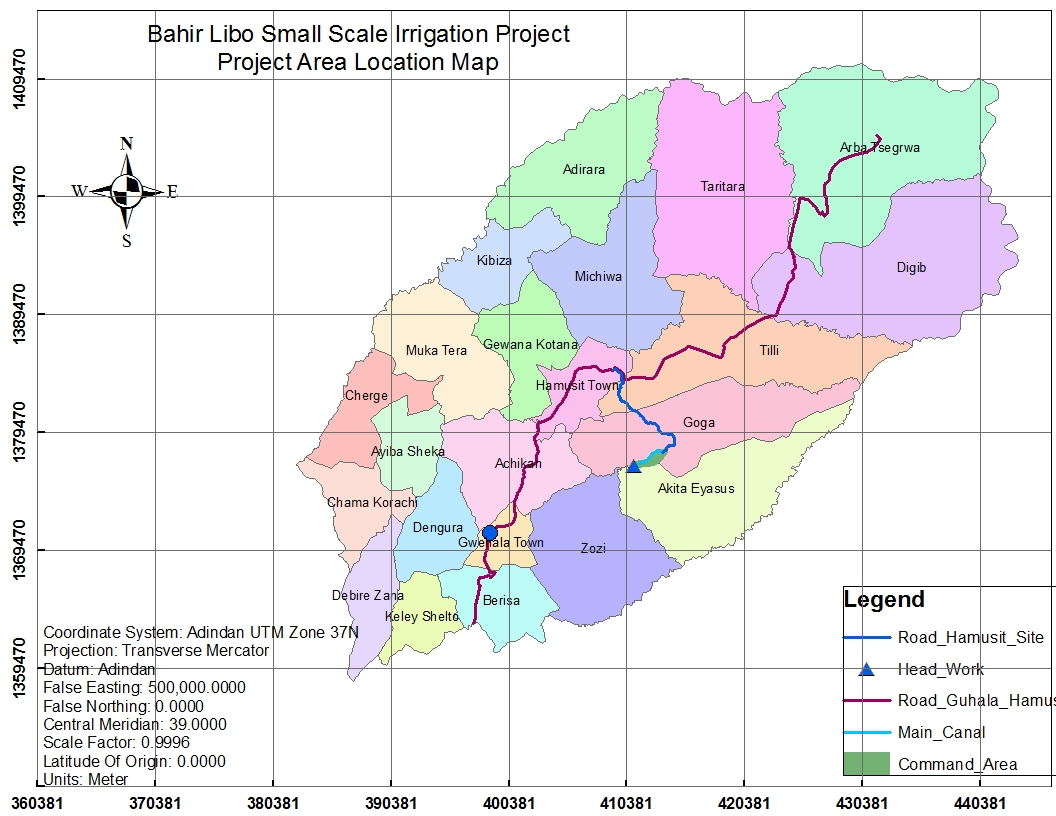 Bahir Libo Small Scale Irrigation Project
Project Area Location Map
N
W E
S
1409470
1399470
1389470
1379470
1369470
1359470
Arba Tsegrwa
Adirara
Taritara
Kibiza
Michiwa
Digib
Muka Tera
Gewana Kotana
Tilli
Hamusit Town
Cherge
Goga
Ayiba Sheka
Achikan
Akita Eyasus
Chama Korachi
Dengura
Gwehala Town
Zozi
Debire Zana
Berisa
Keley Shelto
Coordinate System: Adindan UTM Zone 37N
Projection: Transverse Mercator
Datum: Adindan
False Easting: 500,000.0000
False Northing: 0.0000
Central Meridian: 39.0000
Scale Factor: 0.9996
Latitude Of Origin: 0.0000
Units: Meter
Legend
Road_Hamusit_Site
Head_Work
Road_Guhala_Hamus
Main_Canal
Command_Area
360381 370381 380381 390381 400381 410381 420381 430381 440381